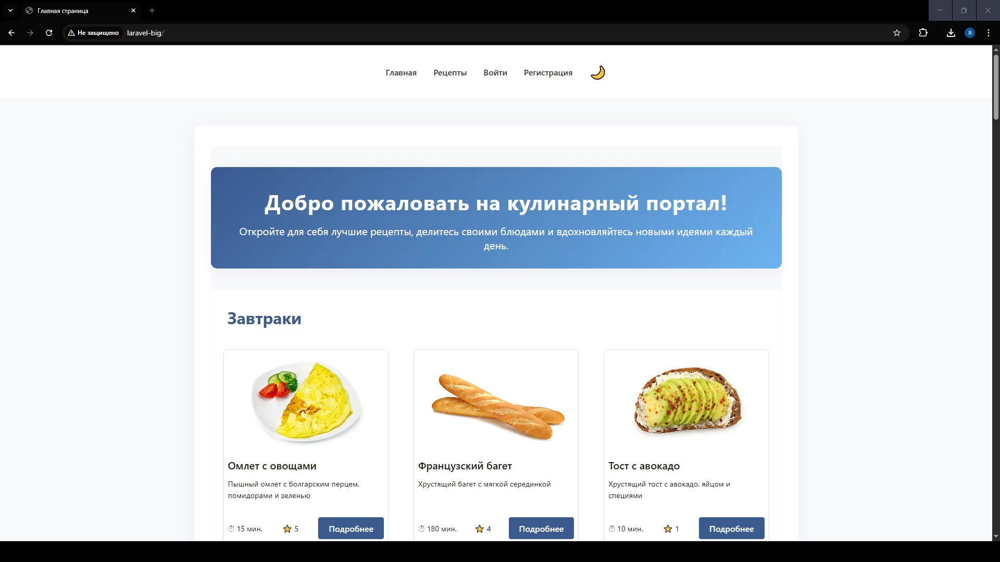 Главная страница
Не защищено laravel-big/
Я
Главная Рецепты Войти Регистрация
Добро пожаловать на кулинарный портал!
Откройте для себя лучшие рецепты, делитесь своими блюдами и вдохновляйтесь новыми идеями каждый
день.
Завтраки
Омлет с овощами
Пышный омлет с болгарским перцем,
помидорами и зеленью
15 мин. 5 Подробнее
Французский багет
Хрустящий багет с мягкой серединкой
180 мин. 4 Подробнее
Тост с авокадо
Хрустящий тост с авокадо, яйцом и
специями
10 мин. 1 Подробнее